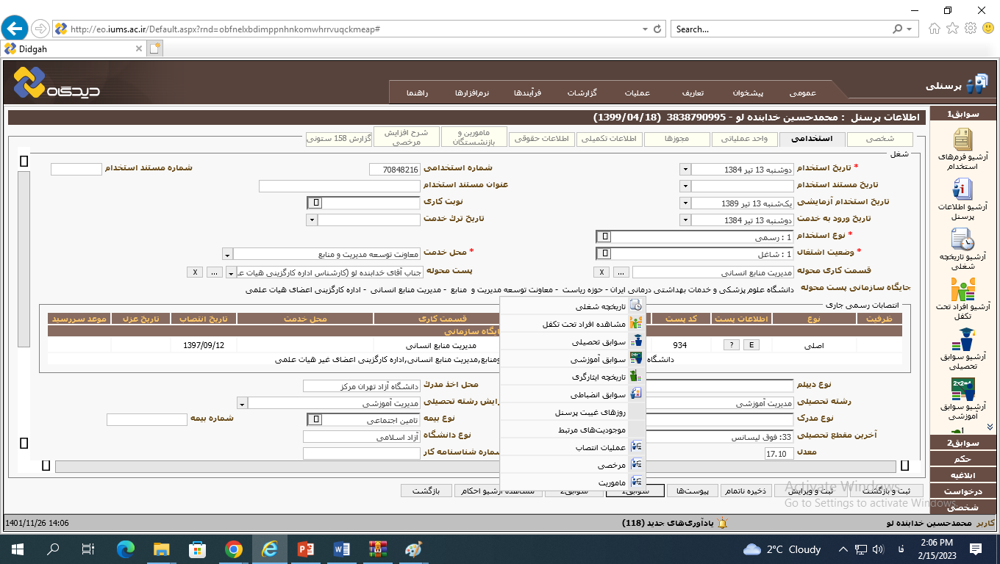 http://eo.iums.ac.ir/Default.aspx?rnd=obfnelxbdimppnhnkomwhrrvuqckmeap#
Search...
Didgah
دیدگاه
پرسنلی
عمومی پیشخوان تعاریف عملیات گزارشات فرآیندها نرم‌افزارها راهنما
اطلاعات پرسنل : محمدحسین خدابنده لو - 3838790995 (1399/04/18)
سوابق1
شخصی استخدامی واحد عملیاتی مجوزها اطلاعات تکمیلی اطلاعات حقوقی مامورین و بازنشستگان شرح افزایش مرخصی گزارش 158 ستونی
شغل
* تاریخ استخدام دوشنبه 13 تیر 1384 شماره استخدامی 70848216 شماره مستند استخدام
تاریخ مستند استخدام عنوان مستند استخدام
تاریخ استخدام آزمایشی یک‌شنبه 13 تیر 1389 نوبت کاری
تاریخ ورود به خدمت دوشنبه 13 تیر 1384 تاریخ ترك خدمت
* نوع استخدام 1 : رسمی
* وضعیت اشتغال 1 : شاغل * محل خدمت معاونت توسعه مدیریت و منابع
قسمت کاری محوله مدیریت منابع انسانی ... X پست محوله جناب آقای خدابنده لو (کارشناس اداره کارگزینی هیات عـ ... X
جایگاه سازمانی پست محوله دانشگاه علوم پزشکی و خدمات بهداشتی درمانی ایران - حوزه ریاست - معاونت توسعه مدیریت و منابع - مدیریت منابع انسانی - اداره کارگزینی اعضای هیات علمی
انتصابات رسمی جاری
ظرفیت نوع اطلاعات پست کد پست قسمت کاری محل خدمت تاریخ انتصاب تاریخ عزل موعد سررسید
یگاه سازمانی
اصلی E ? 934 مدیریت منابع انسانی 1397/09/12
دانشگاه ومنابع,مدیریت منابع انسانی,اداره کارگزینی اعضای غیر هیات علمی
نوع دیپلم محل اخذ مدرك دانشگاه آزاد تهران مرکز
رشته تحصیلی مدیریت آموزشی رایش رشته تحصیلی مدیریت آموزشی
نوع مدرک نوع بیمه تامین اجتماعی شماره بیمه
آخرین مقطع تحصیلی 33: فوق لیسانس نوع دانشگاه آزاد اسلامی
معدل 17.10 شماره شناسنامه کار
تاریخچه شغلی
مشاهده افراد تحت تکفل
سوابق تحصیلی
سوابق آموزشی
تاریخچه ایثارگری
سوابق انضباطی
روزهای غیبت پرسنل
موجودیت‌های مرتبط
عملیات انتصاب
مرخصی
ماموریت
ثبت و بازگشت ثبت و ویرایش ذخیره ناتمام پیوست‌ها سوابق1 سوابق2 مشاهده آرشیو احکام بازگشت
آرشیو فرم‌های استخدام
آرشیو اطلاعات پرسنل
آرشیو تاریخچه شغلی
آرشیو افراد تحت تکفل
آرشیو سوابق تحصیلی
2x2=4
آرشیو سوابق آموزشی
سوابق2
حکم
ابلاغیه
درخواست
شخصی
Activate Windows
Go to Settings to activate Windows.
کاربر محمدحسین خدابنده لو یادآوری‌های جدید (118) 1401/11/26 14:06
2°C Cloudy فا 2:06 PM
2/15/2023